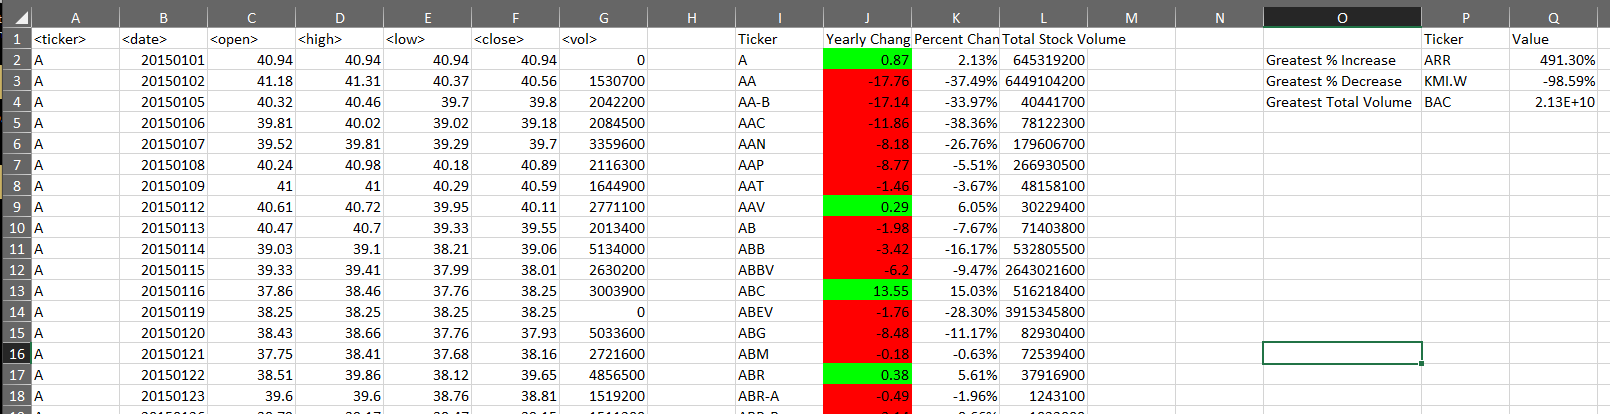 A B C D E F G H I J K L M N O P Q
1 <ticker> <date> <open> <high> <low> <close> <vol> Ticker Yearly Chang Percent Chan Total Stock Volume Ticker Value
2 A 20150101 40.94 40.94 40.94 40.94 0 A 0.87 2.13% 645319200 Greatest % Increase ARR 491.30%
3 A 20150102 41.18 41.31 40.37 40.56 1530700 AA -17.76 -37.49% 6449104200 Greatest % Decrease KMI.W -98.59%
4 A 20150105 40.32 40.46 39.7 39.8 2042200 AA-B -17.14 -33.97% 40441700 Greatest Total Volume BAC 2.13E+10
5 A 20150106 39.81 40.02 39.02 39.18 2084500 AAC -11.86 -38.36% 78122300
6 A 20150107 39.52 39.81 39.29 39.7 3359600 AAN -8.18 -26.76% 179606700
7 A 20150108 40.24 40.98 40.18 40.89 2116300 AAP -8.77 -5.51% 266930500
8 A 20150109 41 41 40.29 40.59 1644900 AAT -1.46 -3.67% 48158100
9 A 20150112 40.61 40.72 39.95 40.11 2771100 AAV 0.29 6.05% 30229400
10 A 20150113 40.47 40.7 39.33 39.55 2013400 AB -1.98 -7.67% 71403800
11 A 20150114 39.03 39.1 38.21 39.06 5134000 ABB -3.42 -16.17% 532805500
12 A 20150115 39.33 39.41 37.99 38.01 2630200 ABBV -6.2 -9.47% 2643021600
13 A 20150116 37.86 38.46 37.76 38.25 3003900 ABC 13.55 15.03% 516218400
14 A 20150119 38.25 38.25 38.25 38.25 0 ABEV -1.76 -28.30% 3915345800
15 A 20150120 38.43 38.66 37.76 37.93 5033600 ABG -8.48 -11.17% 82930400
16 A 20150121 37.75 38.41 37.68 38.16 2721600 ABM -0.18 -0.63% 72539400
17 A 20150122 38.51 39.86 38.12 39.65 4856500 ABR 0.38 5.61% 37916900
18 A 20150123 39.6 39.6 38.76 38.81 1519200 ABR-A -0.49 -1.96% 1243100